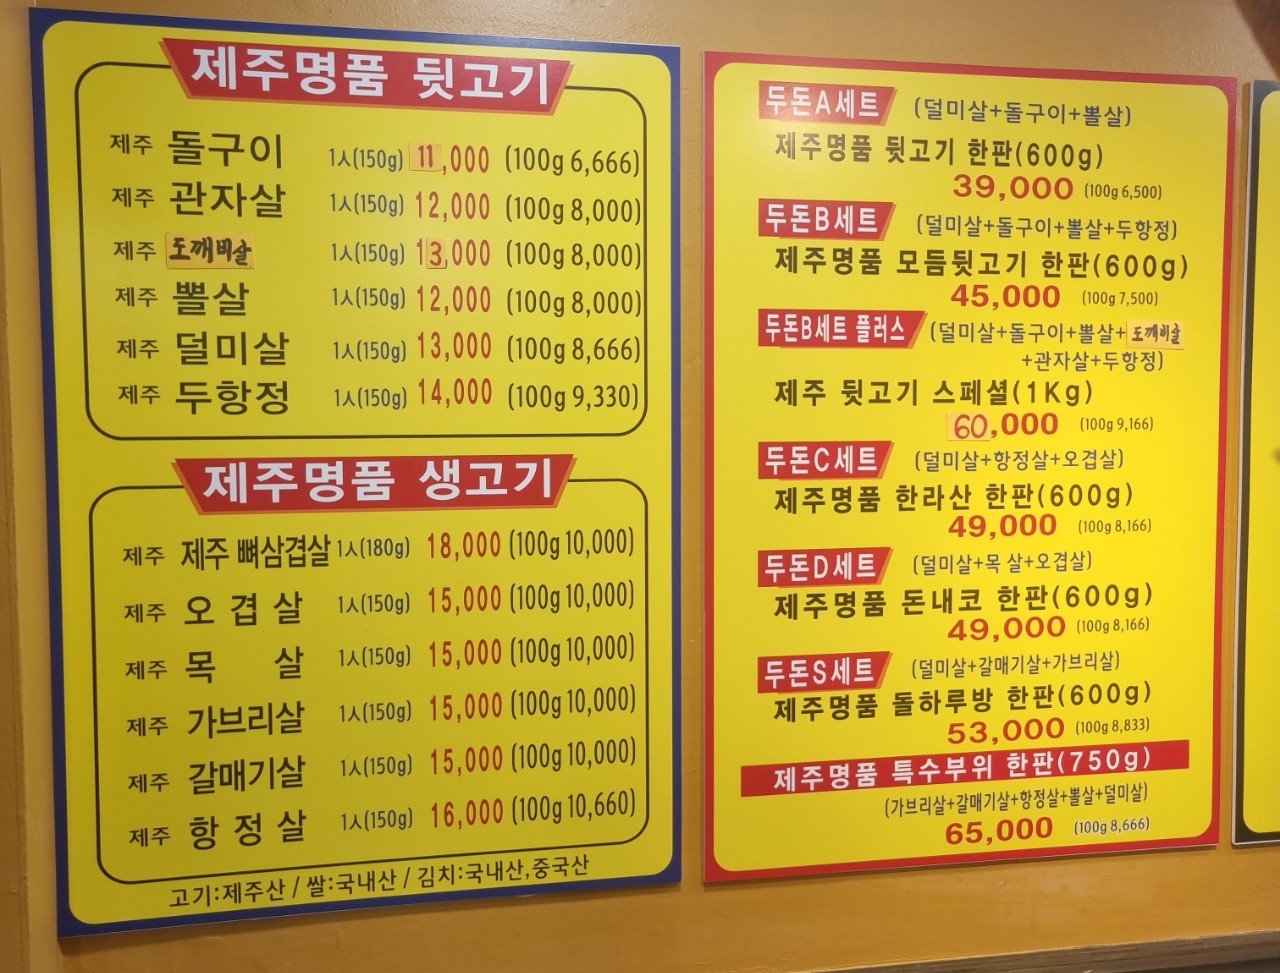 제주명품 뒷고기
제주 돌구이 1人(150g) 11,000 (100g 6,666)
제주 관자살 1人(150g) 12,000 (100g 8,000)
제주 도깨비살 1人(150g) 13,000 (100g 8,000)
제주 뽈살 1人(150g) 12,000 (100g 8,000)
제주 덜미살 1人(150g) 13,000 (100g 8,666)
제주 두항정 1人(150g) 14,000 (100g 9,330)
제주명품 생고기
제주 제주 뼈삼겹살 1人(180g) 18,000 (100g 10,000)
제주 오 겹 살 1人(150g) 15,000 (100g 10,000)
제주 목 살 1人(150g) 15,000 (100g 10,000)
제주 가브리살 1人(150g) 15,000 (100g 10,000)
제주 갈매기살 1人(150g) 15,000 (100g 10,000)
제주 항 정 살 1人(150g) 16,000 (100g 10,660)
고기:제주산 / 쌀:국내산 / 김치:국내산,중국산
두돈A세트 (덜미살+돌구이+뽈살)
제주명품 뒷고기 한판(600g)
39,000 (100g 6,500)
두돈B세트 (덜미살+돌구이+뽈살+두항정)
제주명품 모듬뒷고기 한판(600g)
45,000 (100g 7,500)
두돈B세트 플러스 (덜미살+돌구이+뽈살+도깨비살
+관자살+두항정)
제주 뒷고기 스페셜(1Kg)
60,000 (100g 9,166)
두돈C세트 (덜미살+항정살+오겹살)
제주명품 한라산 한판(600g)
49,000 (100g 8,166)
두돈D세트 (덜미살+목 살+오겹살)
제주명품 돈내코 한판(600g)
49,000 (100g 8,166)
두돈S세트 (덜미살+갈매기살+가브리살)
제주명품 돌하루방 한판(600g)
53,000 (100g 8,833)
제주명품 특수부위 한판(750g)
(가브리살+갈매기살+항정살+뽈살+덜미살)
65,000 (100g 8,666)